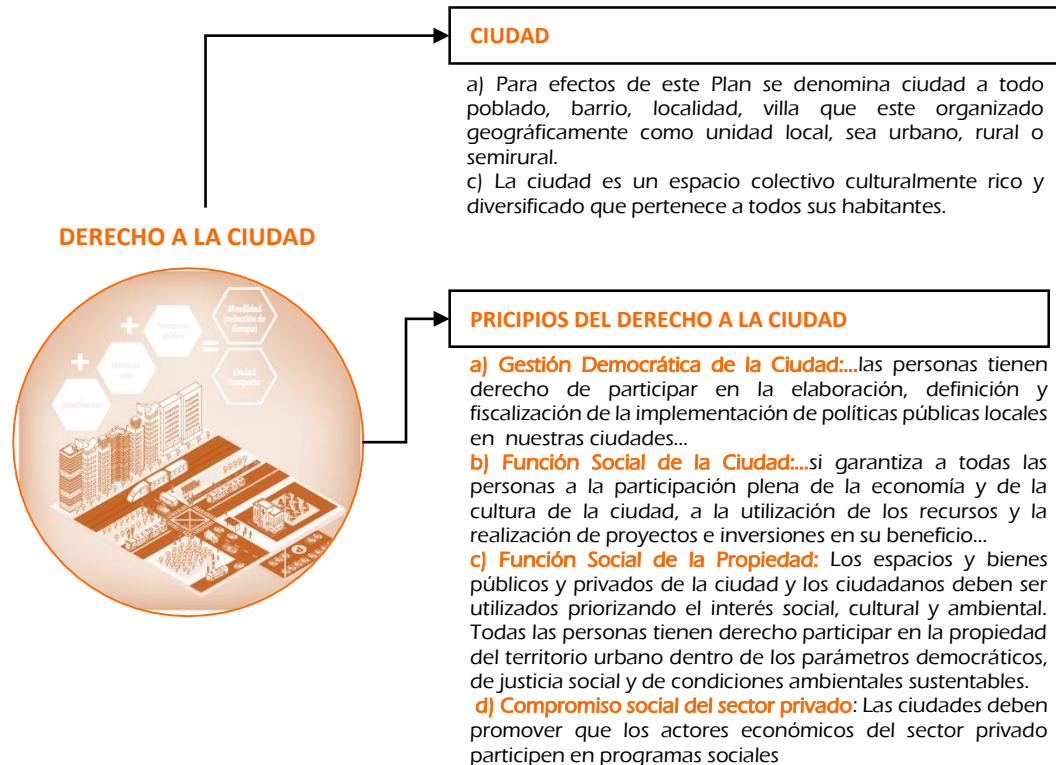 CIUDAD
a) Para efectos de este Plan se denomina ciudad a todo
poblado, barrio, localidad, villa que este organizado
geográficamente como unidad local, sea urbano, rural o
semirural.
c) La ciudad es un espacio colectivo culturalmente rico y
diversificado que pertenece a todos sus habitantes.
DERECHO A LA CIUDAD
Movilidad
(reducción de
tiempo)
Transporte
público
+
=
+
Ciudad
Compacta
PRICIPIOS DEL DERECHO A LA CIUDAD
a) Gestión Democrática de la Ciudad:...las personas tienen
derecho de participar en la elaboración, definición y
fiscalización de la implementación de políticas públicas locales
en nuestras ciudades...
b) Función Social de la Ciudad:...si garantiza a todas las
personas a la participación plena de la economía y de la
cultura de la ciudad, a la utilización de los recursos y la
realización de proyectos e inversiones en su beneficio...
c) Función Social de la Propiedad: Los espacios y bienes
públicos y privados de la ciudad y los ciudadanos deben ser
utilizados priorizando el interés social, cultural y ambiental.
Todas las personas tienen derecho participar en la propiedad
del territorio urbano dentro de los parámetros democráticos,
de justicia social y de condiciones ambientales sustentables.
d) Compromiso social del sector privado: Las ciudades deben
promover que los actores económicos del sector privado
participen en programas sociales